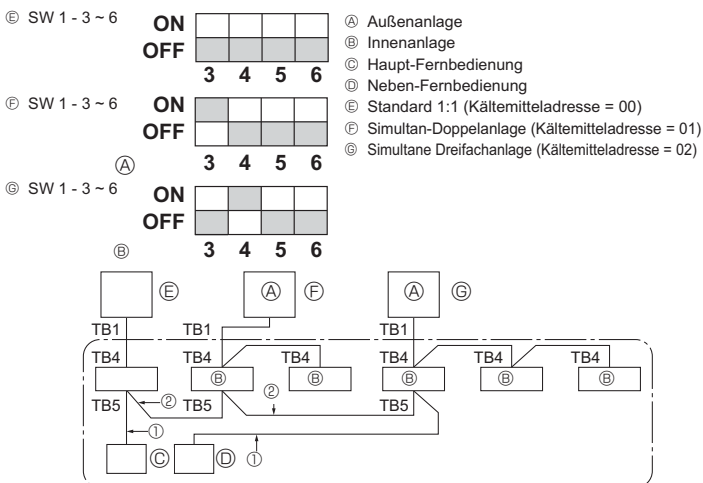 Ⓔ SW 1 - 3 ~ 6
ON
OFF
3 4 5 6
Ⓕ SW 1 - 3 ~ 6
ON
OFF
3 4 5 6
Ⓐ
Ⓖ SW 1 - 3 ~ 6
ON
OFF
3 4 5 6
Ⓑ
Ⓐ Außenanlage
Ⓑ Innenanlage
Ⓒ Haupt-Fernbedienung
Ⓓ Neben-Fernbedienung
Ⓔ Standard 1:1 (Kältemitteladresse = 00)
Ⓕ Simultan-Doppelanlage (Kältemitteladresse = 01)
Ⓖ Simultane Dreifachanlage (Kältemitteladresse = 02)
Ⓔ Ⓐ Ⓕ Ⓐ Ⓖ
TB1 TB1 TB1
TB4 TB4 TB4 TB4 TB4 TB4
Ⓑ Ⓑ Ⓑ Ⓑ Ⓑ
TB5 ② TB5 ② TB5
① ①
Ⓒ Ⓓ